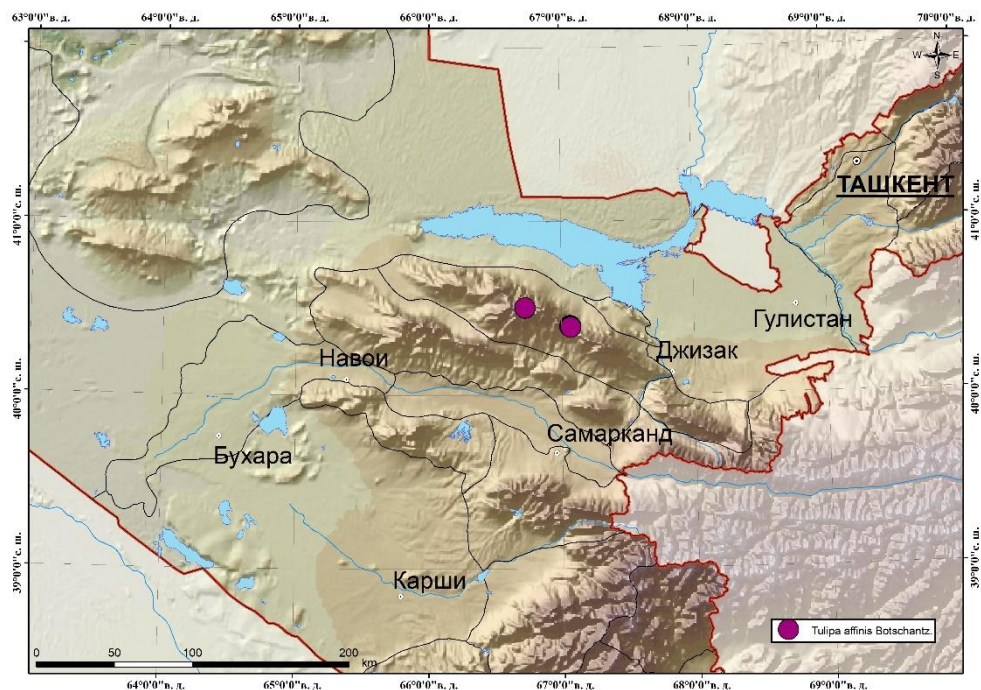 63°0'0"в. д. 64°0'0"в. д. 65°0'0"в. д. 66°0'0"в. д. 67°0'0"в. д. 68°0'0"в. д. 69°0'0"в. д. 70°0'0"в. д.
N
W E
S
ТАШКЕНТ
41°0'0"с. ш. 41°0'0"с. ш.
Гулистан
Джизак
Навои
40°0'0"с. ш. 40°0'0"с. ш.
Самарканд
Бухара
39°0'0"с. ш. 39°0'0"с. ш.
Карши
Tulipa affinis Botschantz.
0 50 100 200
km
64°0'0"в. д. 65°0'0"в. д. 66°0'0"в. д. 67°0'0"в. д. 68°0'0"в. д. 69°0'0"в. д.